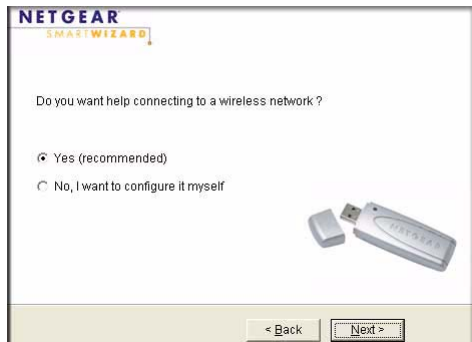 NETGEAR
SMARTWIZARD
Do you want help connecting to a wireless network ?
Yes (recommended)
No, I want to configure it myself
NETGEAR
< Back
Next >